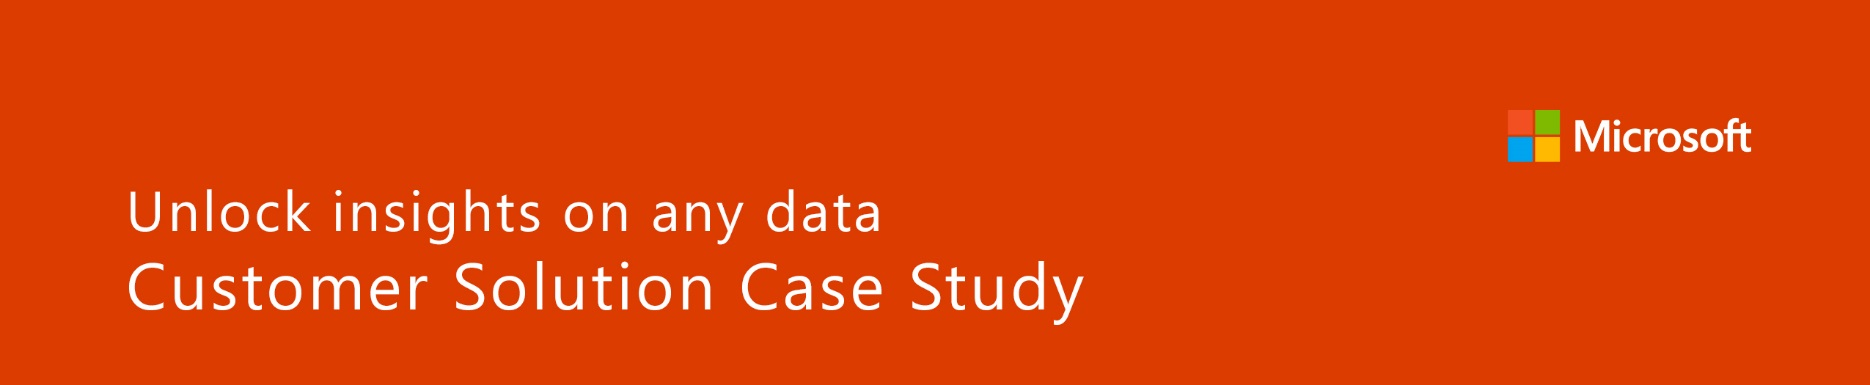 Microsoft
Unlock insights on any data
Customer Solution Case Study